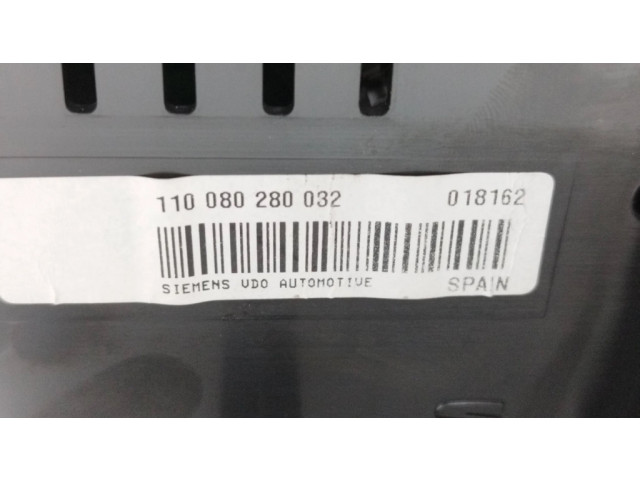 110 080 280 032 018162
SIEMENS VDO AUTOMOTIVE SPAIN